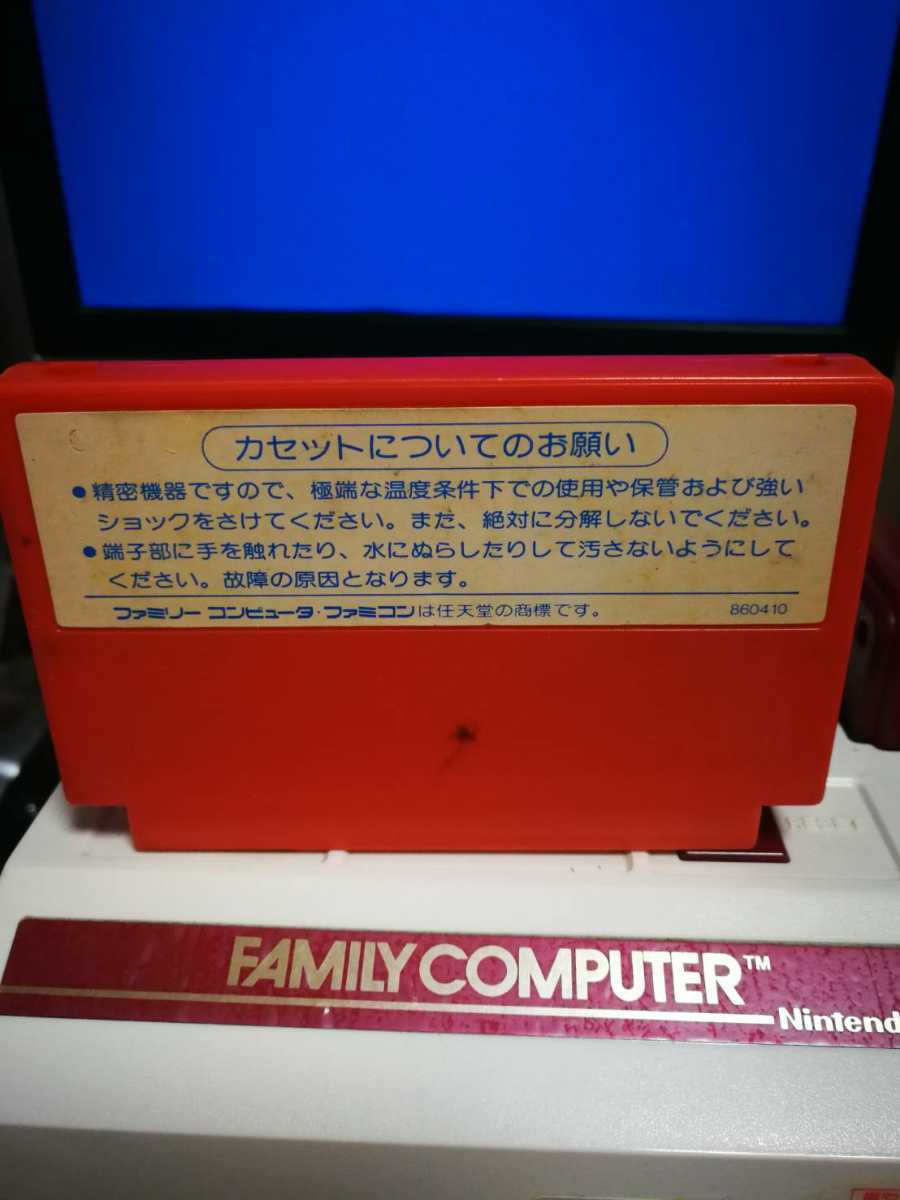 カセットについてのお願い
●精密機器ですので、極端な温度条件下での使用や保管および強い
ショックをさけてください。また、絶対に分解しないでください。
●端子部に手を触れたり、水にぬらしたりして汚さないようにして
ください。故障の原因となります。
ファミリー コンピュータ・ファミコンは任天堂の商標です。 860410
RESET
FAMILY COMPUTER™
Nintend